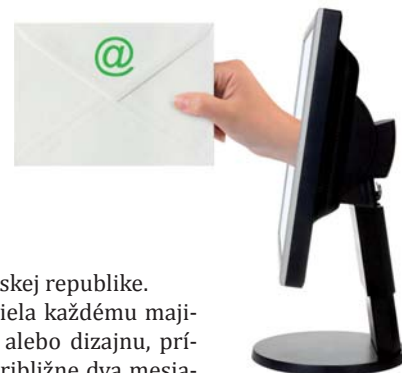 @
skej republike.
iela každému maji-
alebo dizajnu, prí-
ribližne dva mesia-